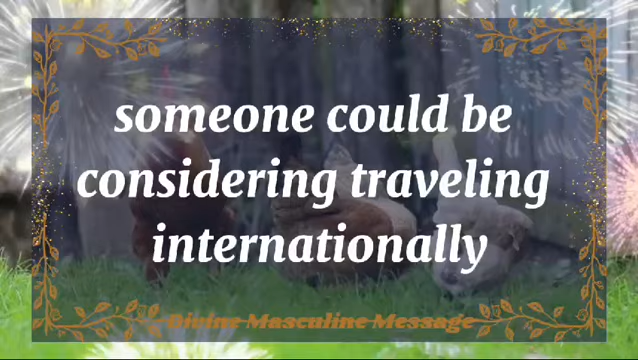 someone could be
considering traveling
internationally
Divine Masculine Message